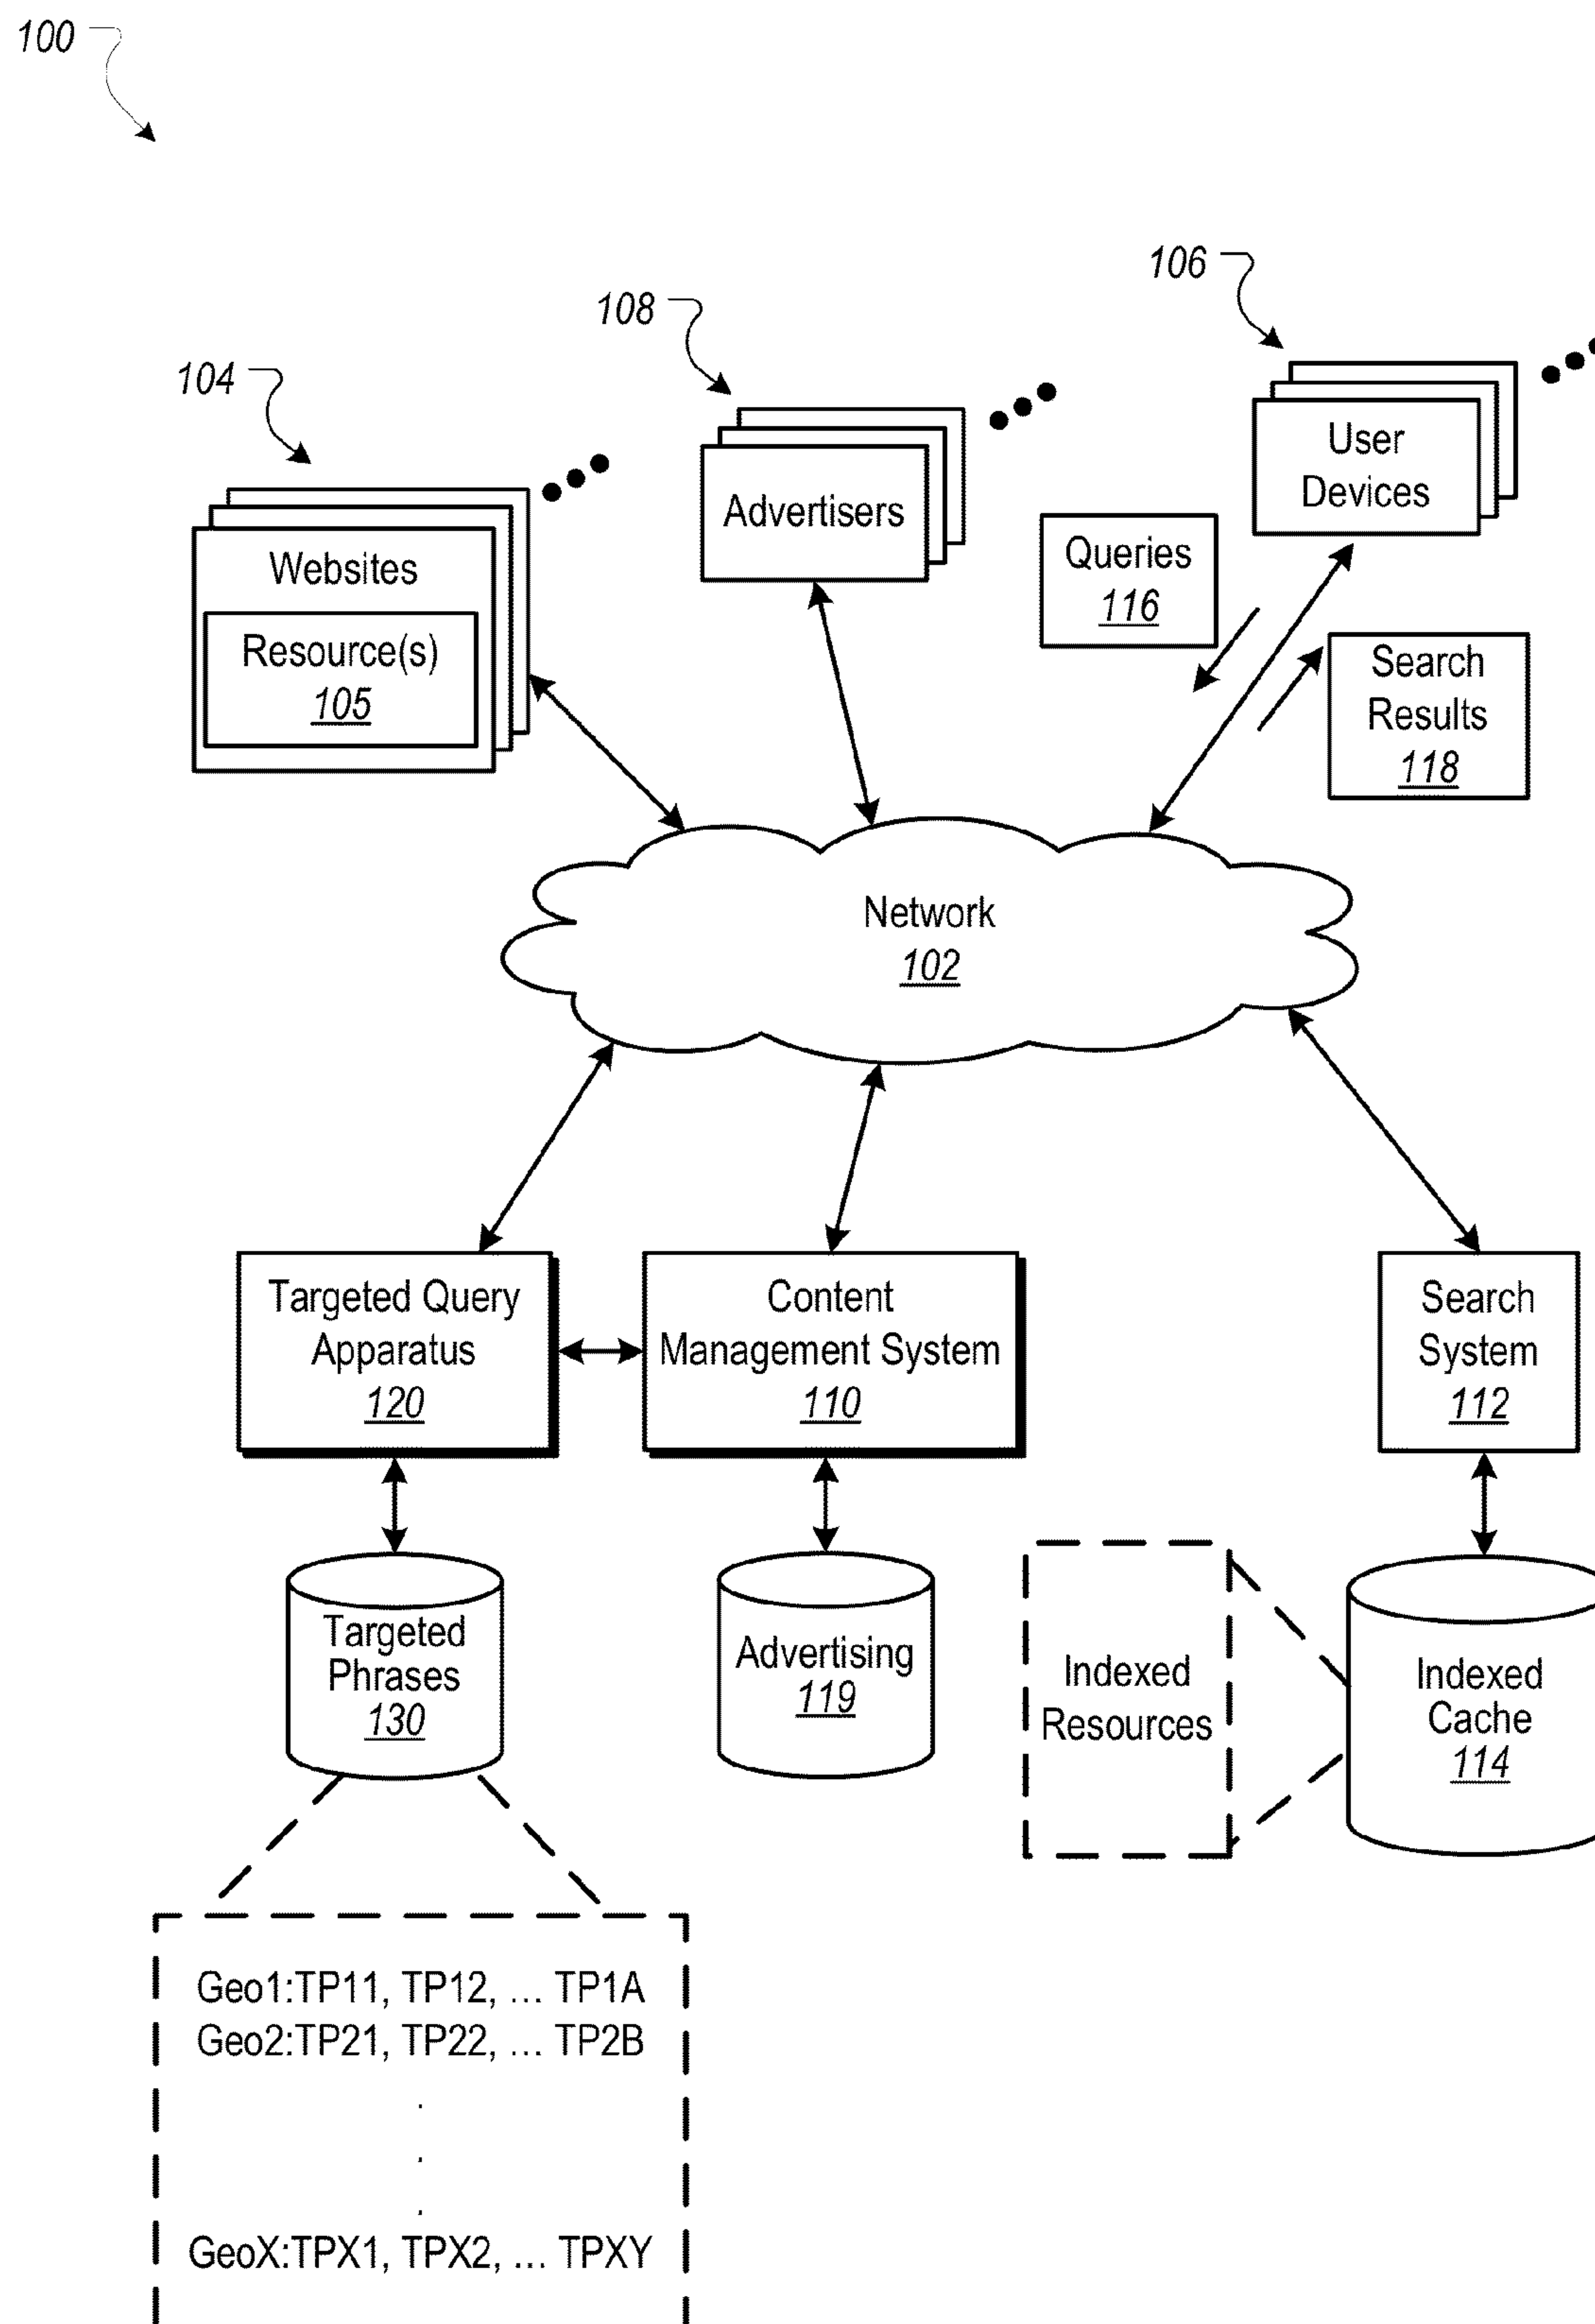 100
106
108
104
User
Devices
Advertisers
Queries
116
Websites
Resource(s)
105
Search
Results
118
Network
102
Targeted Query
Apparatus
120
Content
Management System
110
Search
System
112
Targeted
Phrases
130
Advertising
119
Indexed
Resources
Indexed
Cache
114
Geo1:TP11, TP12, ... TP1A
Geo2:TP21, TP22, ... TP2B
.
.
.
GeoX:TPX1, TPX2, ... TPXY